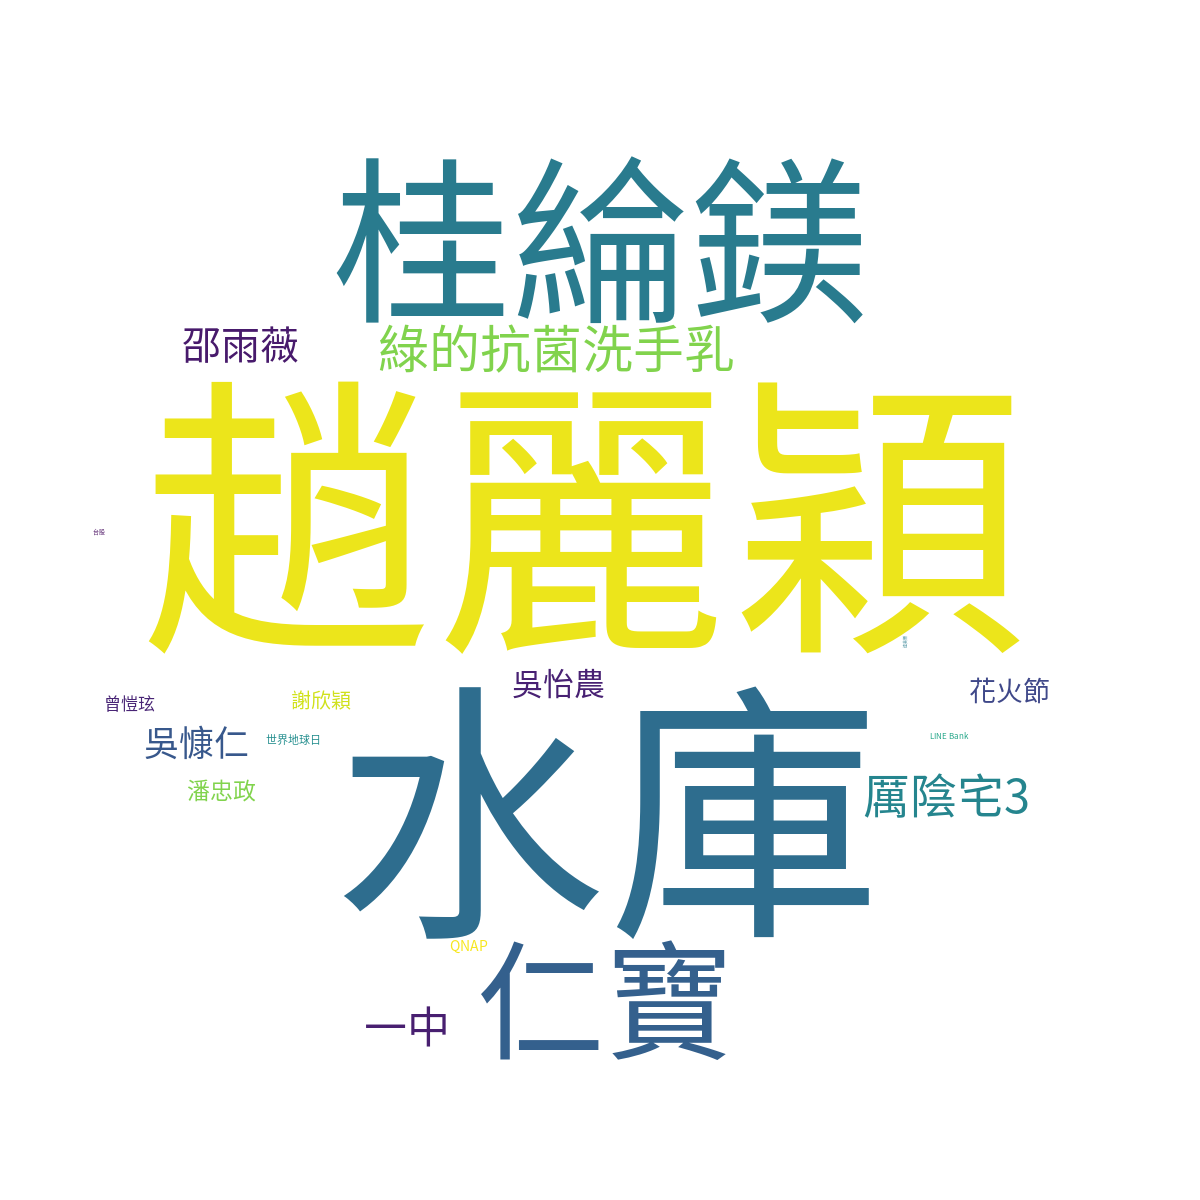 桂綸鎂
邵雨薇
綠的抗菌洗手乳
趙麗穎
台股
吳怡農
曾愷玹
謝欣穎
花火節
吳慷仁
世界地球日
LINE Bank
水庫
潘忠政
厲陰宅3
QNAP
仁寶
一中